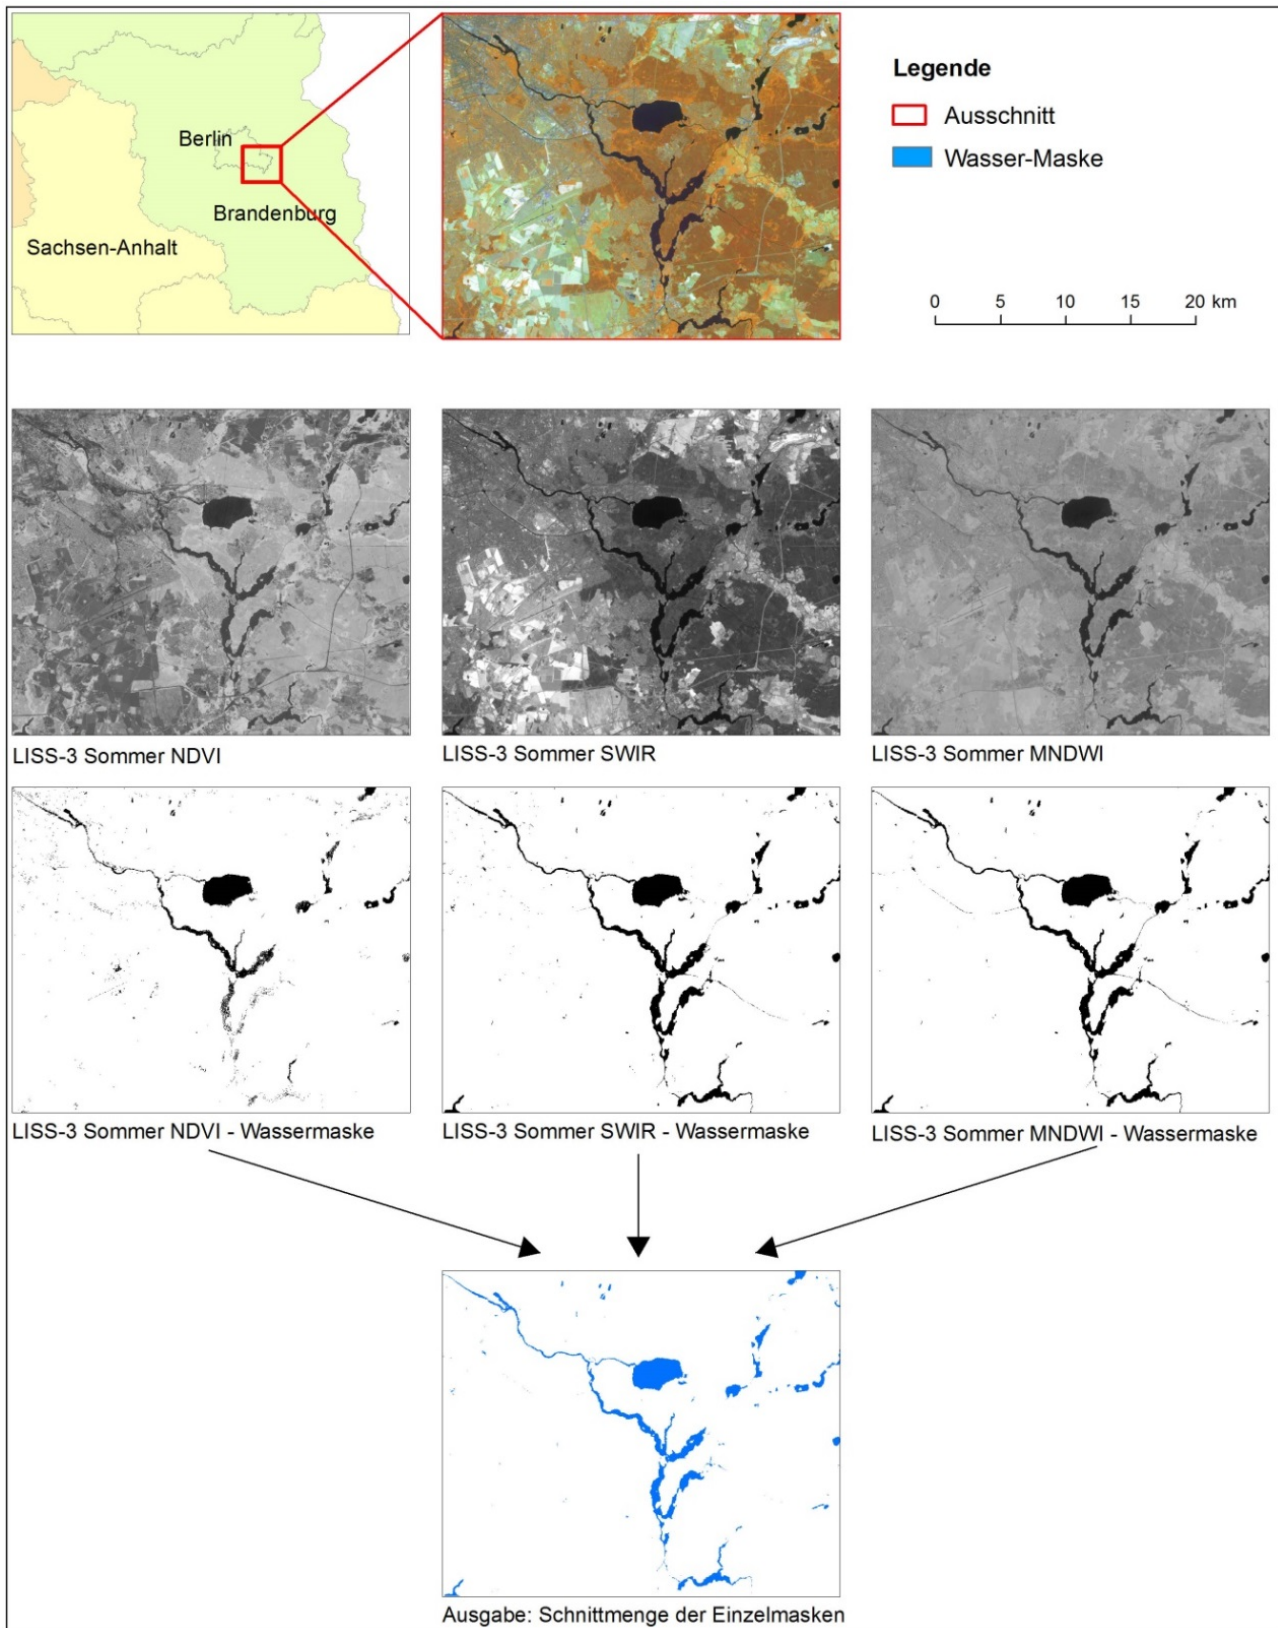 Berlin
Brandenburg
Sachsen-Anhalt
Legende
Ausschnitt
Wasser-Maske
0 5 10 15 20 km
LISS-3 Sommer NDVI
LISS-3 Sommer SWIR
LISS-3 Sommer MNDWI
LISS-3 Sommer NDVI - Wassermaske
LISS-3 Sommer SWIR - Wassermaske
LISS-3 Sommer MNDWI - Wassermaske
Ausgabe: Schnittmenge der Einzelmasken